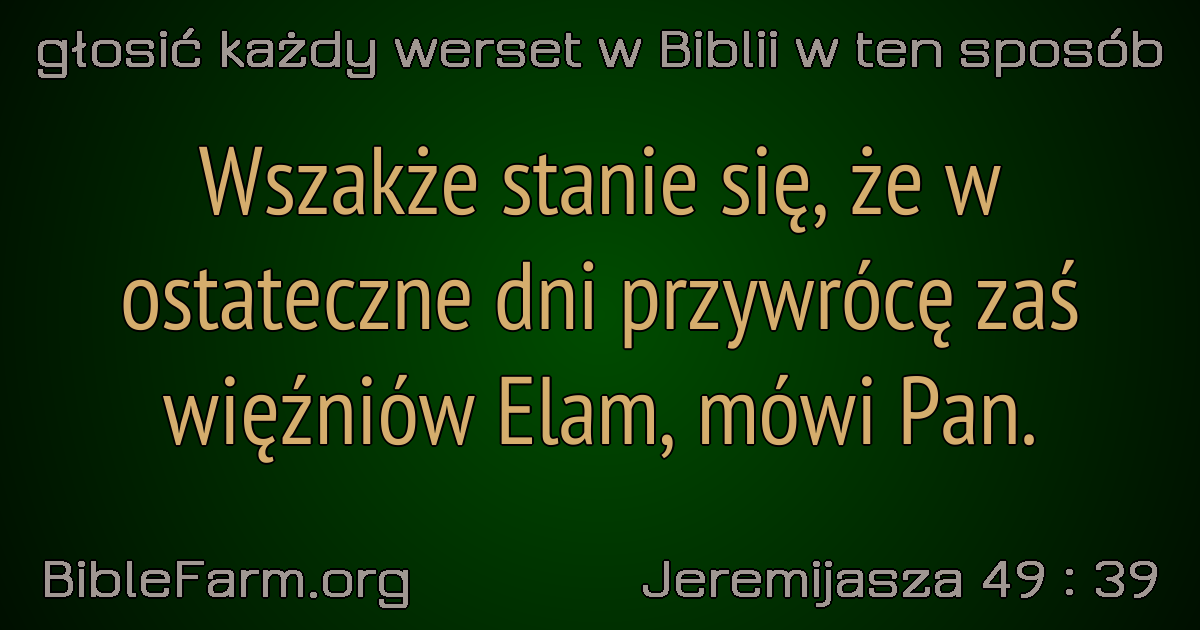 głosić każdy werset w Biblii w ten sposób
Wszakże stanie się, że w
ostateczne dni przywrócę zaś
więźniów Elam, mówi Pan.
BibleFarm.org
Jeremijasza 49 : 39